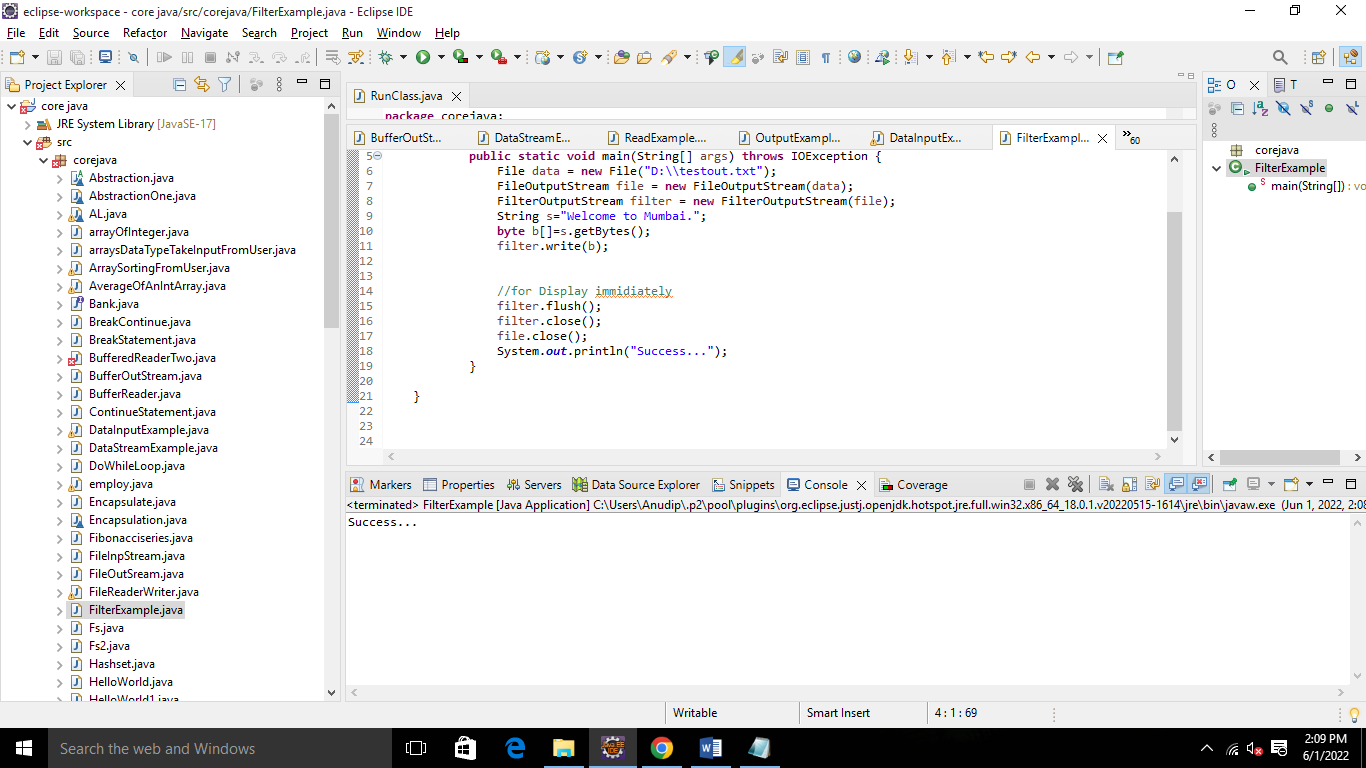 eclipse-workspace - core java/src/corejava/FilterExample.java - Eclipse IDE
File Edit Source Refactor Navigate Search Project Run Window Help
Project Explorer
core java
JRE System Library [JavaSE-17]
src
corejava
Abstraction.java
AbstractionOne.java
AL.java
arrayOfInteger.java
arraysDataTypeTakeInputFromUser.java
ArraySortingFromUser.java
AverageOfAnIntArray.java
Bank.java
BreakContinue.java
BreakStatement.java
BufferedReaderTwo.java
BufferOutStream.java
BufferReader.java
ContinueStatement.java
DataInputExample.java
DataStreamExample.java
DoWhileLoop.java
employ.java
Encapsulate.java
Encapsulation.java
Fibonacciseries.java
FileInpStream.java
FileOutSream.java
FileReaderWriter.java
FilterExample.java
Fs.java
Fs2.java
Hashset.java
HelloWorld.java
HelloWorld1.java
RunClass.java
package corejava;
BufferOutSt... DataStreamE... ReadExample.... OutputExampl... DataInputEx... FilterExampl... »60
5 public static void main(String[] args) throws IOException {
6 File data = new File("D:\\testout.txt");
7 FileOutputStream file = new FileOutputStream(data);
8 FilterOutputStream filter = new FilterOutputStream(file);
9 String s="Welcome to Mumbai.";
10 byte b[]=s.getBytes();
11 filter.write(b);
12
13
14 //for Display immidiately
15 filter.flush();
16 filter.close();
17 file.close();
18 System.out.println("Success...");
19 }
20
21 }
22
23
24
O T
corejava
FilterExample
main(String[]) : vo
Markers Properties Servers Data Source Explorer Snippets Console Coverage
<terminated> FilterExample [Java Application] C:\Users\Anudip\.p2\pool\plugins\org.eclipse.justj.openjdk.hotspot.jre.full.win32.x86_64_18.0.1.v20220515-1614\jre\bin\javaw.exe (Jun 1, 2022, 2:08
Success...
Writable Smart Insert 4 : 1 : 69
Search the web and Windows
2:09 PM
6/1/2022